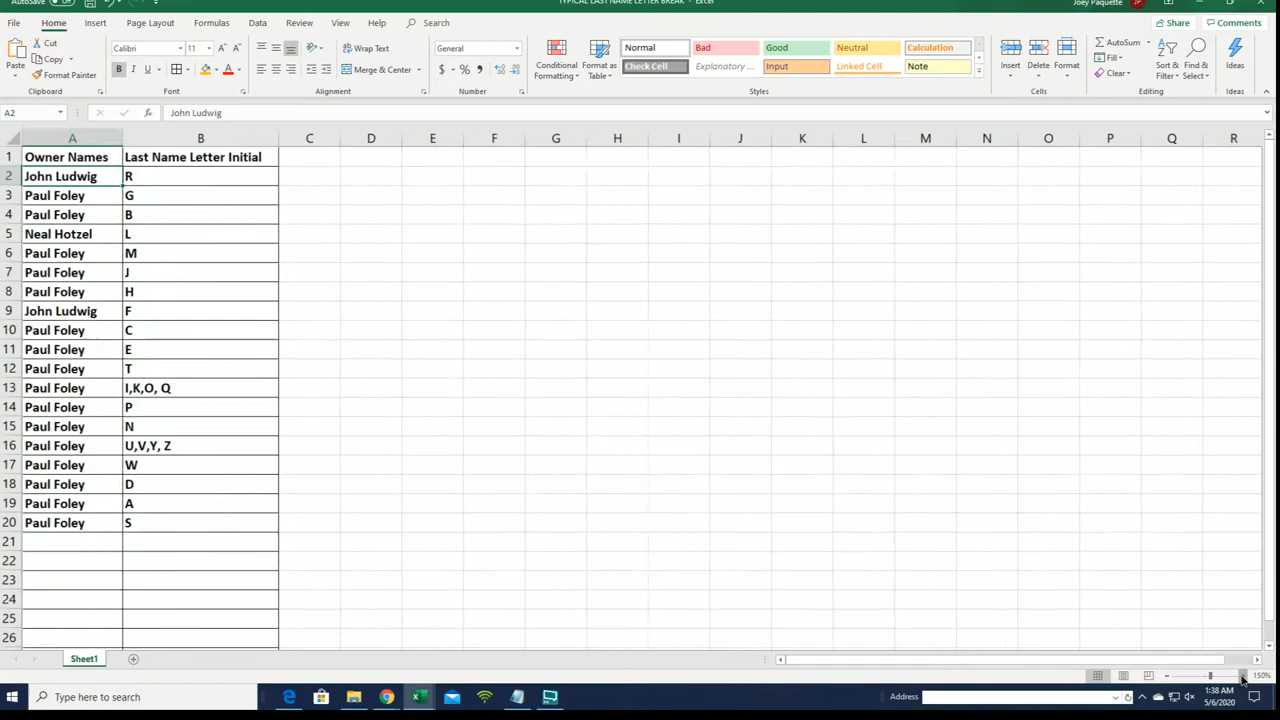 AutoSave Off TYPICAL LAST NAME LETTER BREAK - Excel Joey Paquette JP
File Home Insert Page Layout Formulas Data Review View Help Search Share Comments
Paste Cut Copy Format Painter Clipboard
Calibri 11 A A B I U A Font
Wrap Text Merge & Center Alignment
General $ % , Number
Conditional Formatting Format as Table
Normal Bad Good Neutral Calculation
Check Cell Explanatory ... Input Linked Cell Note
Styles
Insert Delete Format Cells
AutoSum Fill Clear Sort & Filter Find & Select Editing
Ideas Ideas
A2 fx John Ludwig
A B C D E F G H I J K L M N O P Q R
1 Owner Names Last Name Letter Initial
2 John Ludwig R
3 Paul Foley G
4 Paul Foley B
5 Neal Hotzel L
6 Paul Foley M
7 Paul Foley J
8 Paul Foley H
9 John Ludwig F
10 Paul Foley C
11 Paul Foley E
12 Paul Foley T
13 Paul Foley I,K,O, Q
14 Paul Foley P
15 Paul Foley N
16 Paul Foley U,V,Y, Z
17 Paul Foley W
18 Paul Foley D
19 Paul Foley A
20 Paul Foley S
21
22
23
24
25
26
Sheet1
150%
Type here to search Address 1:38 AM
5/6/2020